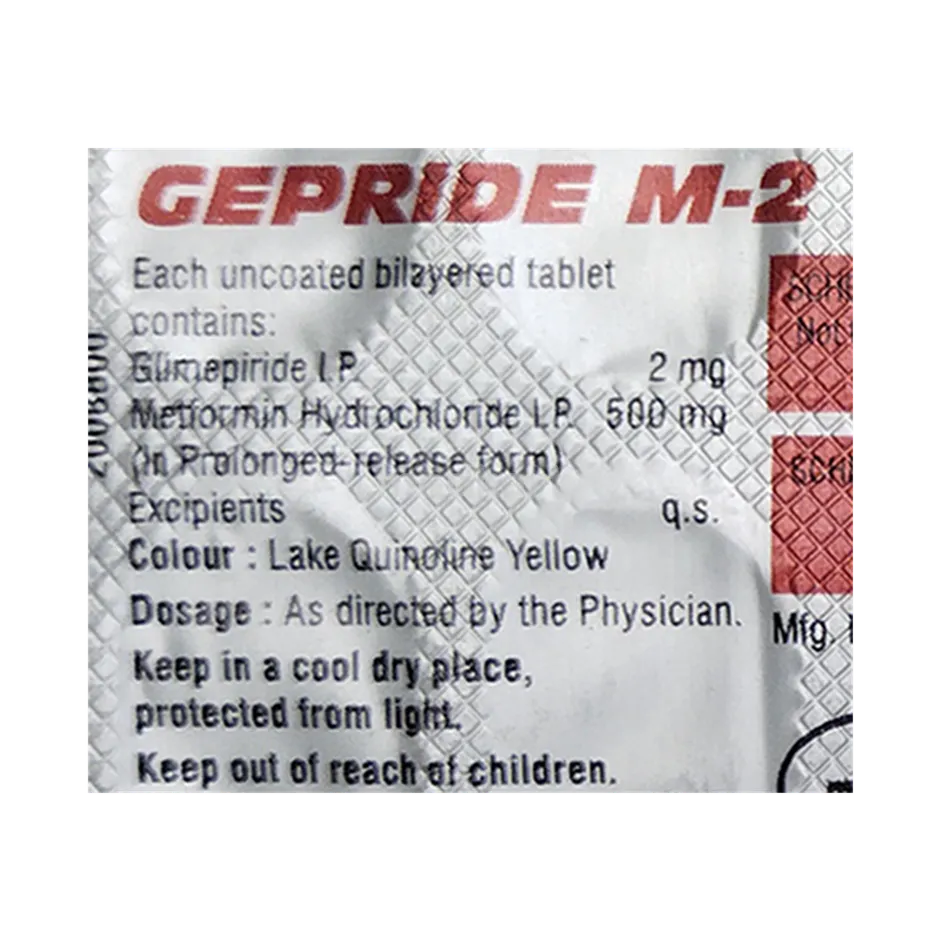 GEPRIDE M-2
Each uncoated bilayered tablet
contains:
Glimepiride I.P. 2 mg
Metformin Hydrochloride I.P. 500 mg
(In Prolonged-release form)
Excipients q.s.
Colour : Lake Quinoline Yellow
Dosage : As directed by the Physician.
Keep in a cool dry place,
protected from light.
Keep out of reach of children.
Not
Mfg.